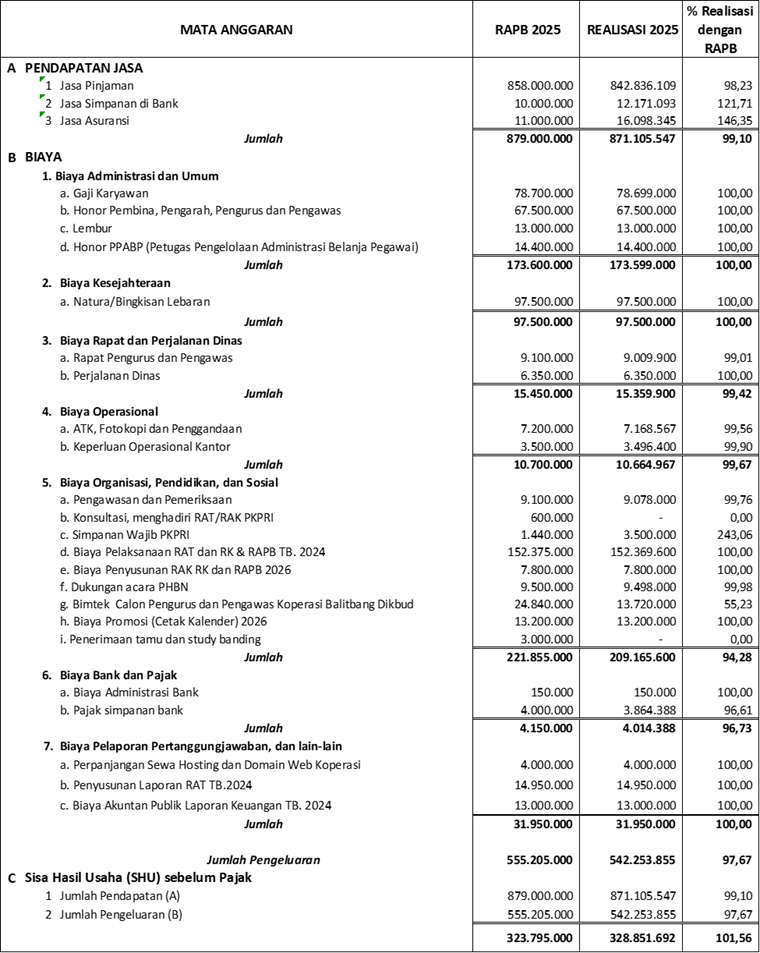 MATA ANGGARAN RAPB 2025 REALISASI 2025 % Realisasi dengan RAPB
A PENDAPATAN JASA
1 Jasa Pinjaman 858.000.000 842.836.109 98,23
2 Jasa Simpanan di Bank 10.000.000 12.171.093 121,71
3 Jasa Asuransi 11.000.000 16.098.345 146,35
Jumlah 879.000.000 871.105.547 99,10
B BIAYA
1. Biaya Administrasi dan Umum
a. Gaji Karyawan 78.700.000 78.699.000 100,00
b. Honor Pembina, Pengarah, Pengurus dan Pengawas 67.500.000 67.500.000 100,00
c. Lembur 13.000.000 13.000.000 100,00
d. Honor PPABP (Petugas Pengelolaan Administrasi Belanja Pegawai) 14.400.000 14.400.000 100,00
Jumlah 173.600.000 173.599.000 100,00
2. Biaya Kesejahteraan
a. Natura/Bingkisan Lebaran 97.500.000 97.500.000 100,00
Jumlah 97.500.000 97.500.000 100,00
3. Biaya Rapat dan Perjalanan Dinas
a. Rapat Pengurus dan Pengawas 9.100.000 9.009.900 99,01
b. Perjalanan Dinas 6.350.000 6.350.000 100,00
Jumlah 15.450.000 15.359.900 99,42
4. Biaya Operasional
a. ATK, Fotokopi dan Penggandaan 7.200.000 7.168.567 99,56
b. Keperluan Operasional Kantor 3.500.000 3.496.400 99,90
Jumlah 10.700.000 10.664.967 99,67
5. Biaya Organisasi, Pendidikan, dan Sosial
a. Pengawasan dan Pemeriksaan 9.100.000 9.078.000 99,76
b. Konsultasi, menghadiri RAT/RAK PKPRI 600.000 - 0,00
c. Simpanan Wajib PKPRI 1.440.000 3.500.000 243,06
d. Biaya Pelaksanaan RAT dan RK & RAPB TB. 2024 152.375.000 152.369.600 100,00
e. Biaya Penyusunan RAK RK dan RAPB 2026 7.800.000 7.800.000 100,00
f. Dukungan acara PHBN 9.500.000 9.498.000 99,98
g. Bimtek Calon Pengurus dan Pengawas Koperasi Balitbang Dikbud 24.840.000 13.720.000 55,23
h. Biaya Promosi (Cetak Kalender) 2026 13.200.000 13.200.000 100,00
i. Penerimaan tamu dan study banding 3.000.000 - 0,00
Jumlah 221.855.000 209.165.600 94,28
6. Biaya Bank dan Pajak
a. Biaya Administrasi Bank 150.000 150.000 100,00
b. Pajak simpanan bank 4.000.000 3.864.388 96,61
Jumlah 4.150.000 4.014.388 96,73
7. Biaya Pelaporan Pertanggungjawaban, dan lain-lain
a. Perpanjangan Sewa Hosting dan Domain Web Koperasi 4.000.000 4.000.000 100,00
b. Penyusunan Laporan RAT TB.2024 14.950.000 14.950.000 100,00
c. Biaya Akuntan Publik Laporan Keuangan TB. 2024 13.000.000 13.000.000 100,00
Jumlah 31.950.000 31.950.000 100,00
Jumlah Pengeluaran 555.205.000 542.253.855 97,67
C Sisa Hasil Usaha (SHU) sebelum Pajak
1 Jumlah Pendapatan (A) 879.000.000 871.105.547 99,10
2 Jumlah Pengeluaran (B) 555.205.000 542.253.855 97,67
323.795.000 328.851.692 101,56